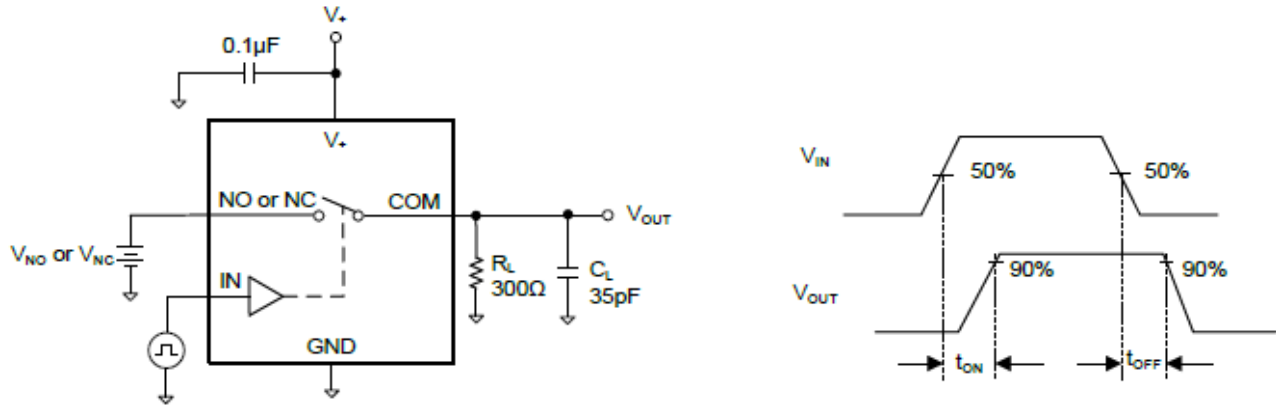 V+
0.1µF
V+
NO or NC
COM
VOUT
VNO or VNC
IN
RL
300Ω
CL
35pF
GND
VIN
50%
50%
VOUT
90%
90%
tON
tOFF